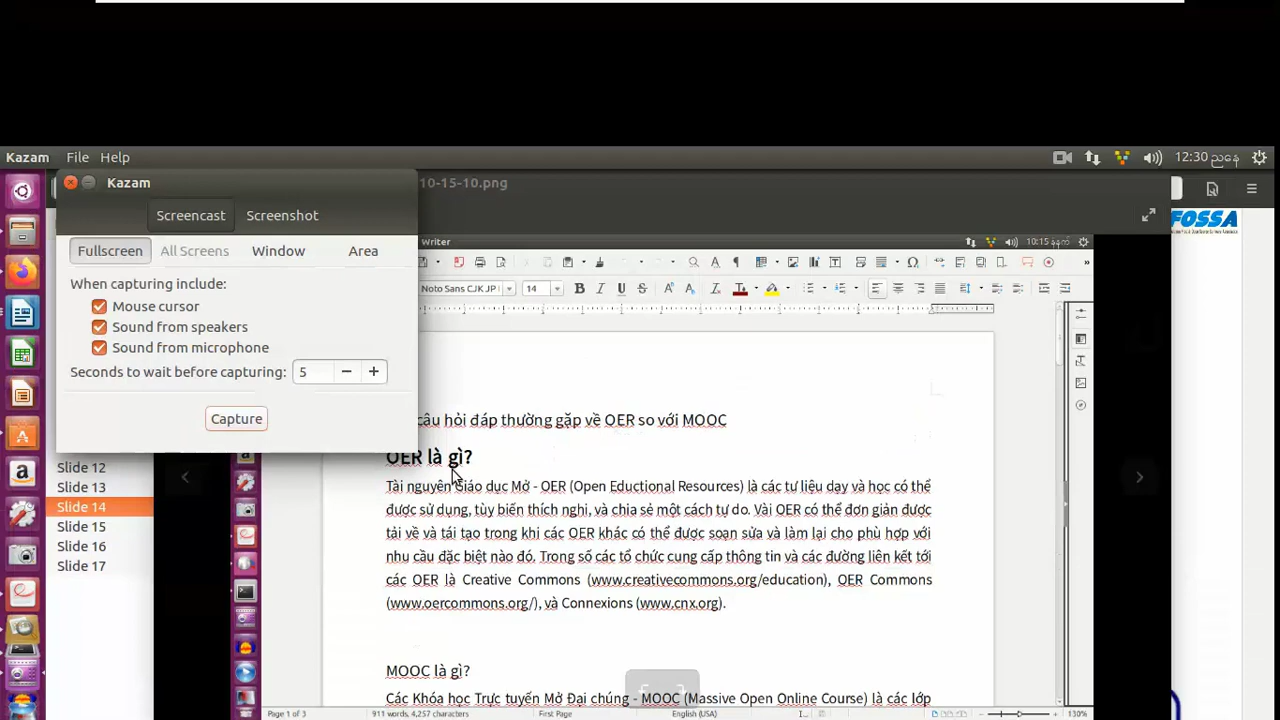 Kazam File Help 12:30 ညနေ
Kazam
10-15-10.png
FOSSA
Screencast Screenshot
Fullscreen All Screens Window Area
When capturing include:
Mouse cursor
Sound from speakers
Sound from microphone
Seconds to wait before capturing: 5
Capture
Writer
Noto Sans CJK JP 14
câu hỏi đáp thường gặp về OER so với MOOC
OER là gì?
Tài nguyên Giáo dục Mở - OER (Open Eductional Resources) là các tư liệu dạy và học có thể
được sử dụng, tùy biến thích nghi, và chia sẻ một cách tự do. Vài OER có thể đơn giản được
tải về và tái tạo trong khi các OER khác có thể được soạn sửa và làm lại cho phù hợp với
nhu cầu đặc biệt nào đó. Trong số các tổ chức cung cấp thông tin và các đường liên kết tới
các OER là Creative Commons (www.creativecommons.org/education), OER Commons
(www.oercommons.org/), và Connexions (www.cnx.org).
MOOC là gì?
Các Khóa học Trực tuyến Mở Đại chúng - MOOC (Massive Open Online Course) là các lớp
Page 1 of 3 911 words, 4,257 characters First Page English (USA) 130%
Slide 12
Slide 13
Slide 14
Slide 15
Slide 16
Slide 17